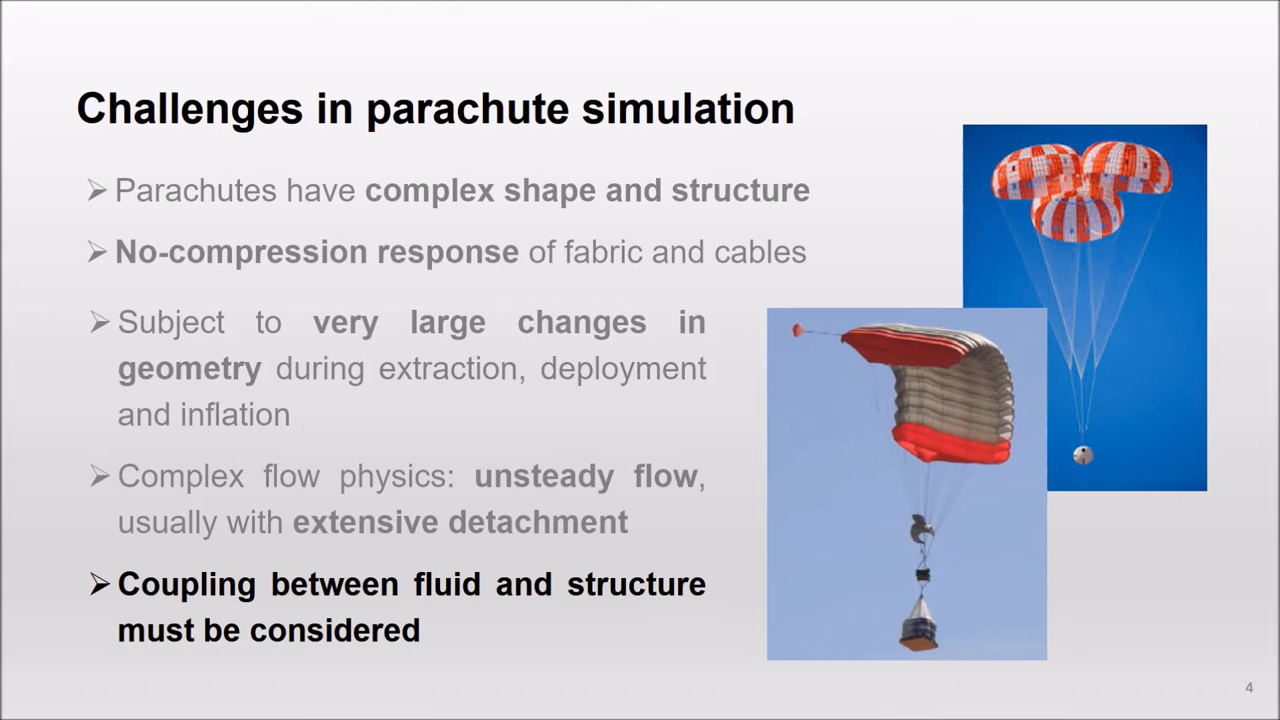 Challenges in parachute simulation
➢ Parachutes have complex shape and structure
➢ No-compression response of fabric and cables
➢ Subject to very large changes in
geometry during extraction, deployment
and inflation
➢ Complex flow physics: unsteady flow,
usually with extensive detachment
➢ Coupling between fluid and structure
must be considered
4